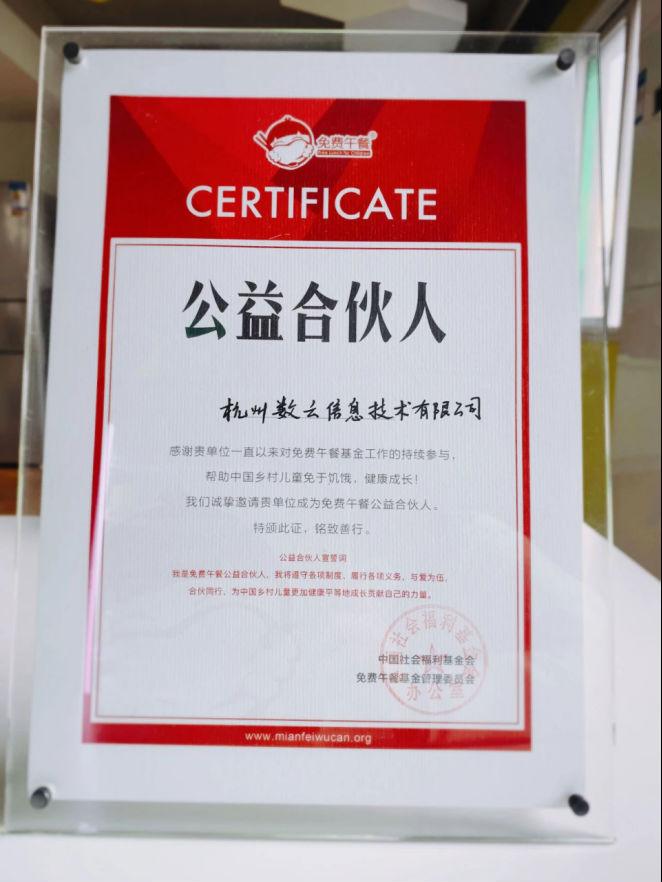 免费午餐®
Free Lunch for Children
CERTIFICATE
公益合伙人
杭州数云信息技术有限公司
感谢贵单位一直以来对免费午餐基金工作的持续参与，
帮助中国乡村儿童免于饥饿，健康成长！
我们诚挚邀请贵单位成为免费午餐公益合伙人。
特颁此证，铭致善行。
公益合伙人宣誓词
我是免费午餐公益合伙人，我将遵守各项制度、履行各项义务，与爱为伍，
合伙同行，为中国乡村儿童更加健康平等地成长贡献自己的力量。
中国社会福利基金会
免费午餐基金管理委员会
办公室
www.mianfeiwucan.org